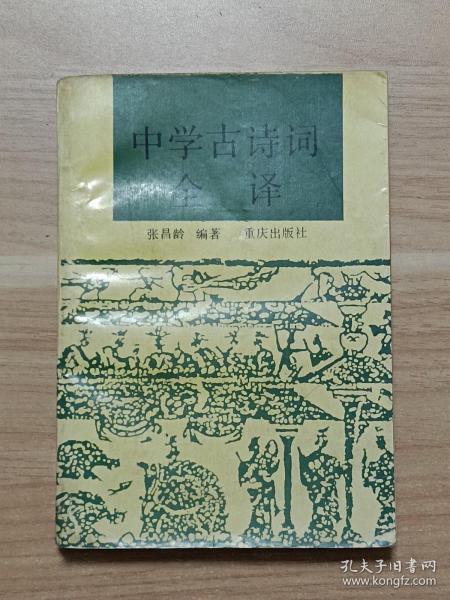 中学古诗词
全 译
张昌龄 编著 重庆出版社
孔夫子旧书网
www.kongfz.com